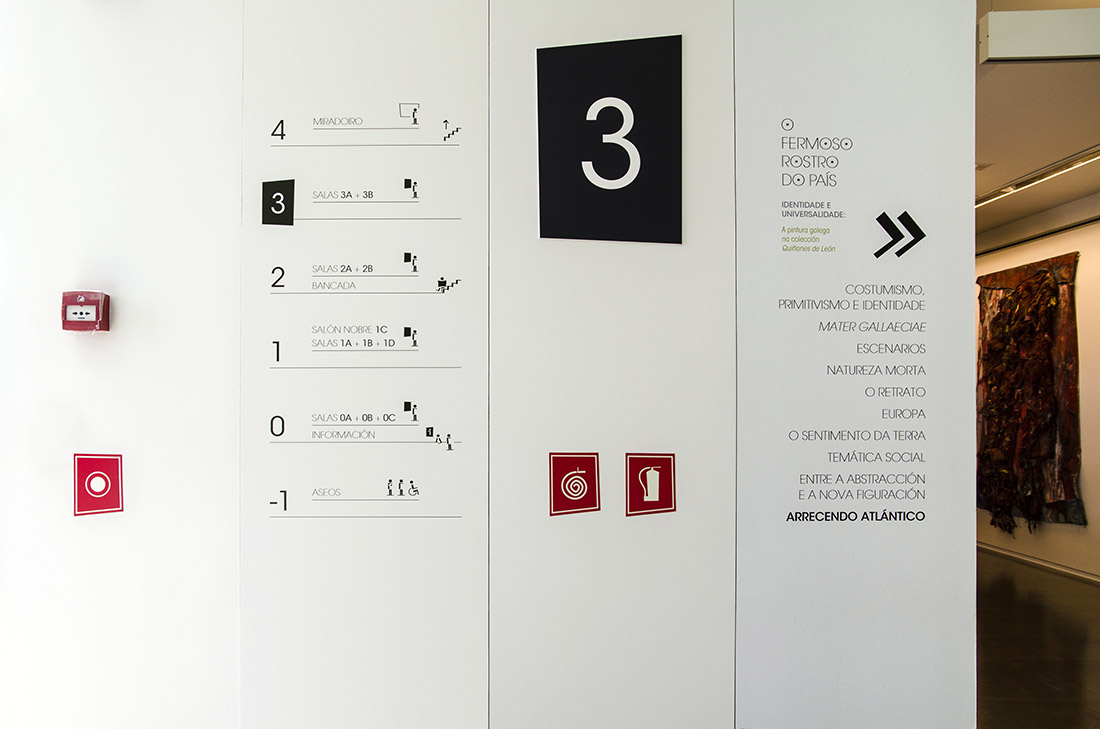 4
MIRADOIRO
3
SALAS 3A + 3B
2
SALAS 2A + 2B
BANCADA
1
SALÓN NOBRE 1C
SALAS 1A + 1B + 1D
0
SALAS 0A + 0B + 0C
INFORMACIÓN
-1
ASEOS
3
O
FERMOSO
ROSTRO
DO PAÍS
IDENTIDADE E
UNIVERSALIDADE:
A pintura galega
na colección
Quiñones de León
COSTUMISMO,
PRIMITIVISMO E IDENTIDADE
MATER GALLAECIAE
ESCENARIOS
NATUREZA MORTA
O RETRATO
EUROPA
O SENTIMENTO DA TERRA
TEMÁTICA SOCIAL
ENTRE A ABSTRACCIÓN
E A NOVA FIGURACIÓN
ARRECENDO ATLÁNTICO